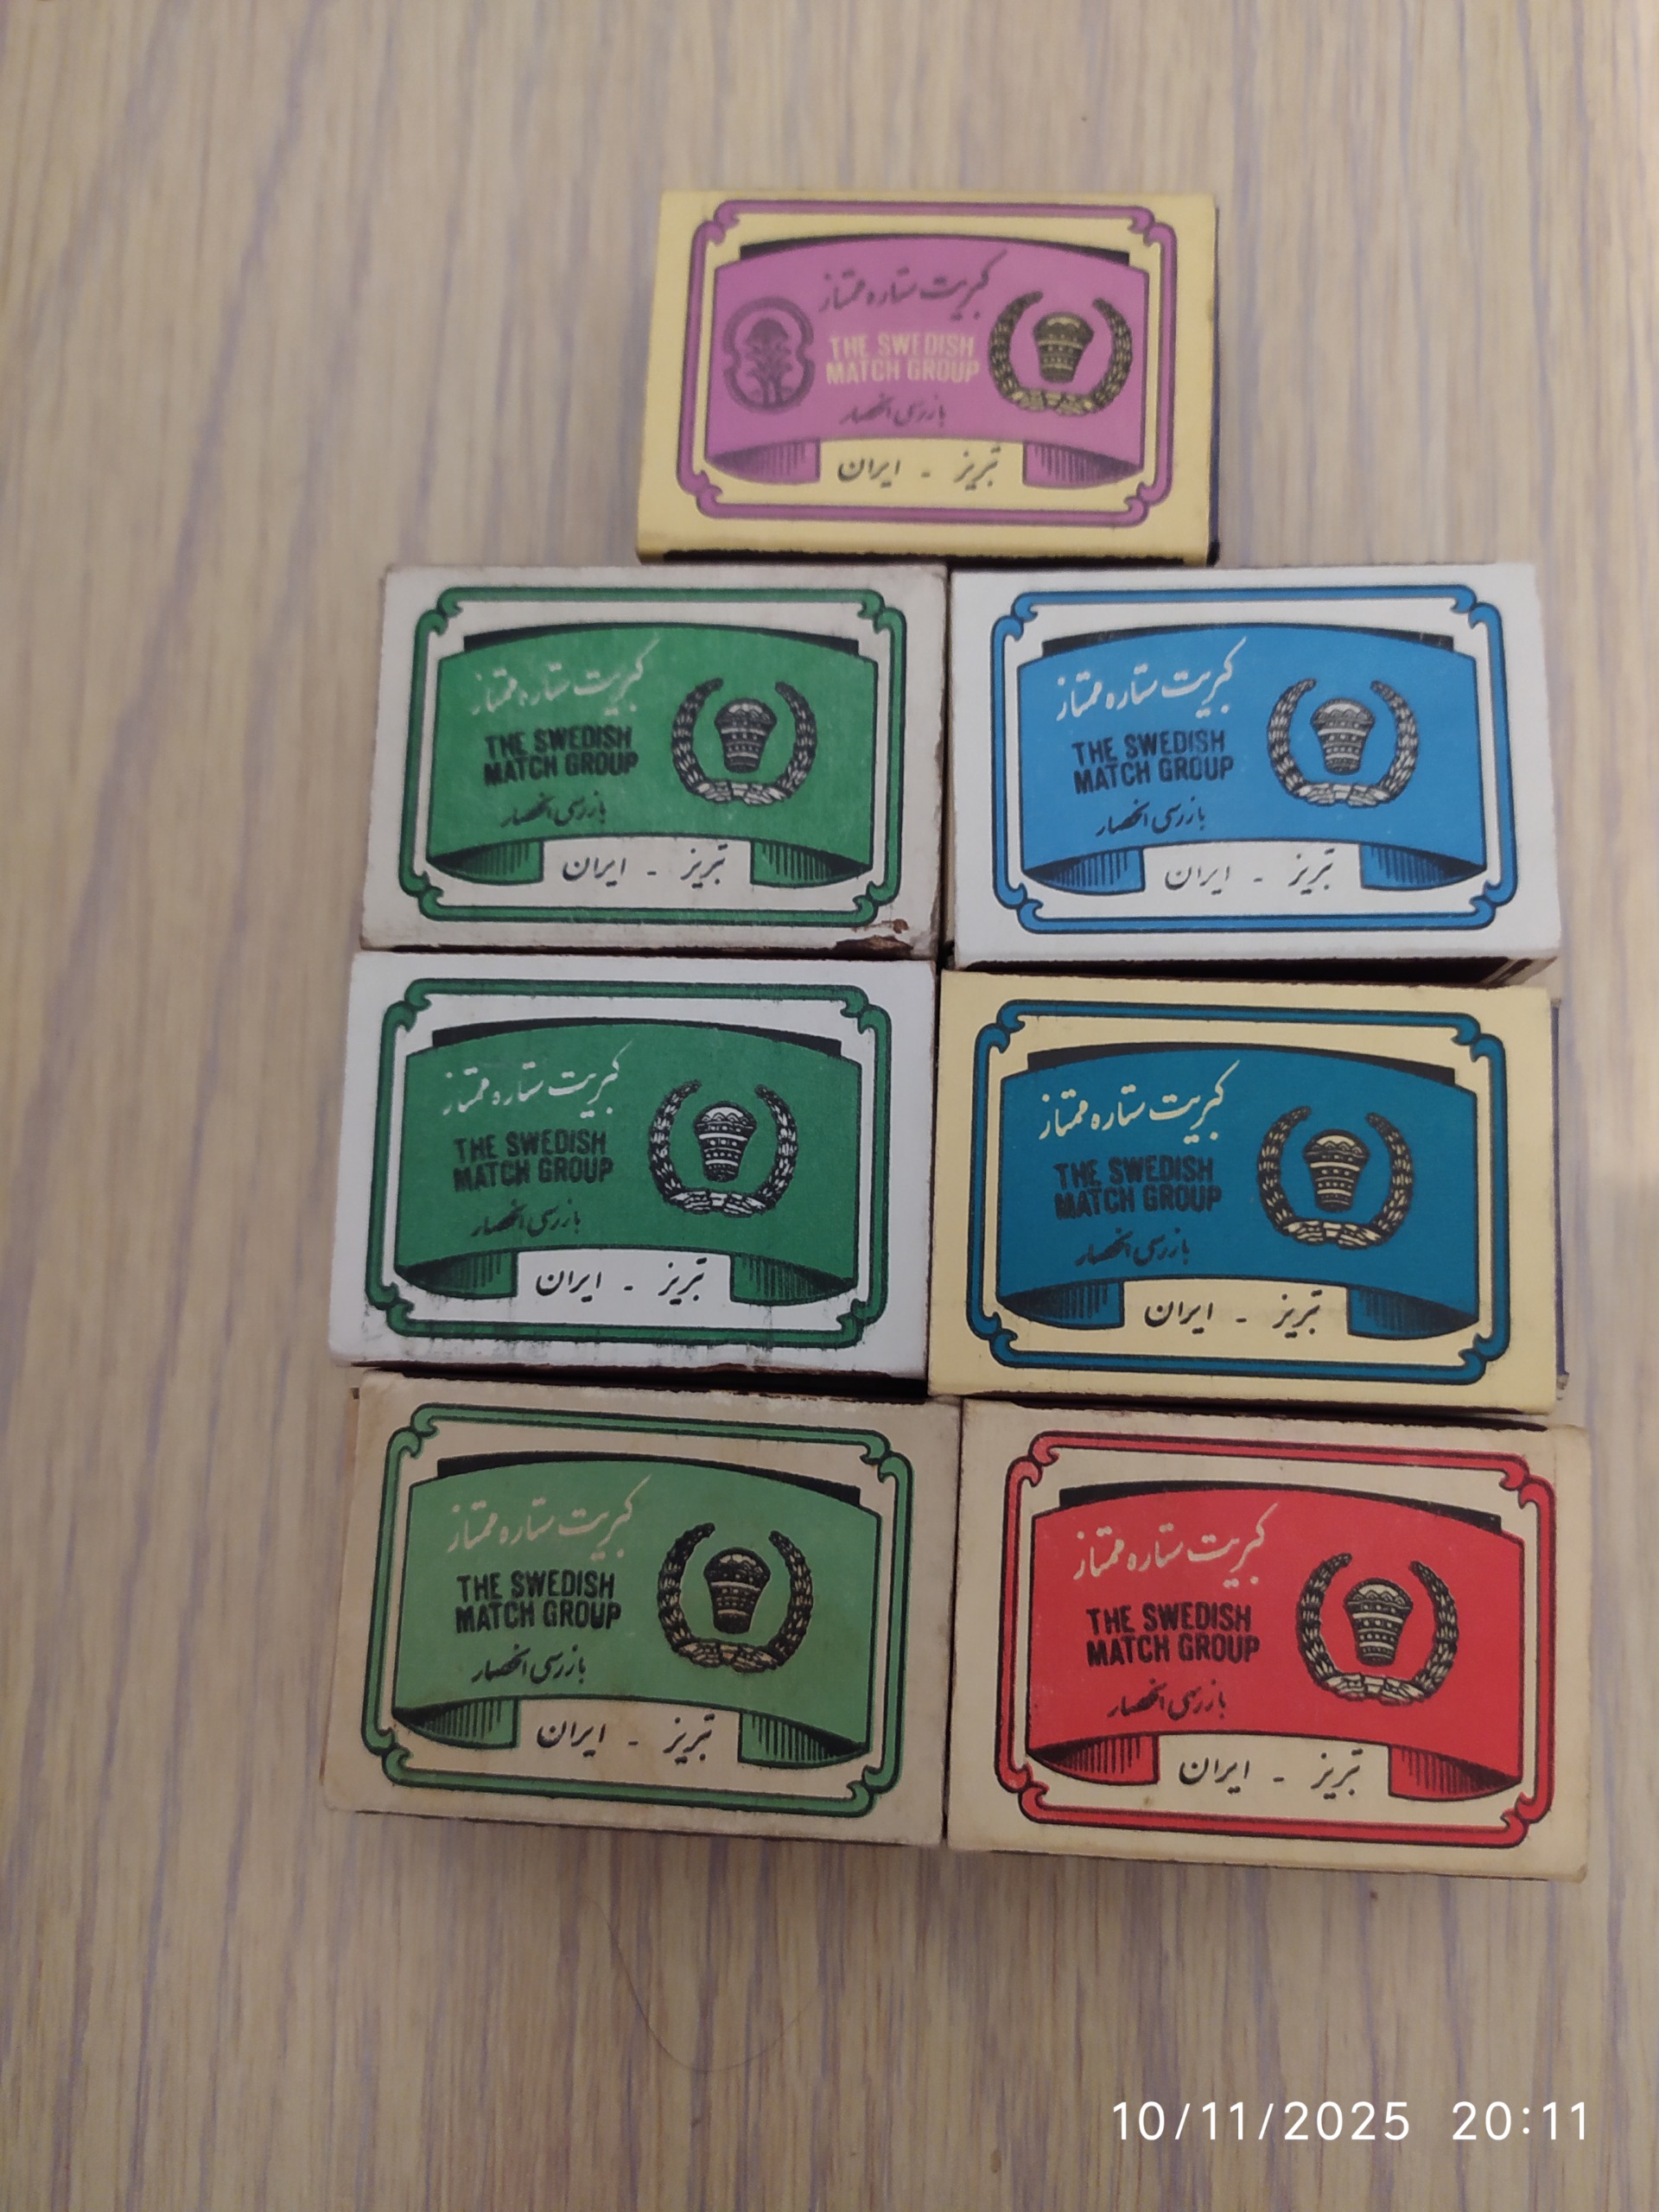 کبریت ستاره ممتاز
THE SWEDISH
MATCH GROUP
بازرسی انحصار
تبریز - ایران
کبریت ستاره ممتاز
THE SWEDISH
MATCH GROUP
بازرسی انحصار
تبریز - ایران
کبریت ستاره ممتاز
THE SWEDISH
MATCH GROUP
بازرسی انحصار
تبریز - ایران
کبریت ستاره ممتاز
THE SWEDISH
MATCH GROUP
بازرسی انحصار
تبریز - ایران
کبریت ستاره ممتاز
THE SWEDISH
MATCH GROUP
بازرسی انحصار
تبریز - ایران
کبریت ستاره ممتاز
THE SWEDISH
MATCH GROUP
بازرسی انحصار
تبریز - ایران
کبریت ستاره ممتاز
THE SWEDISH
MATCH GROUP
بازرسی انحصار
تبریز - ایران
10/11/2025 20:11